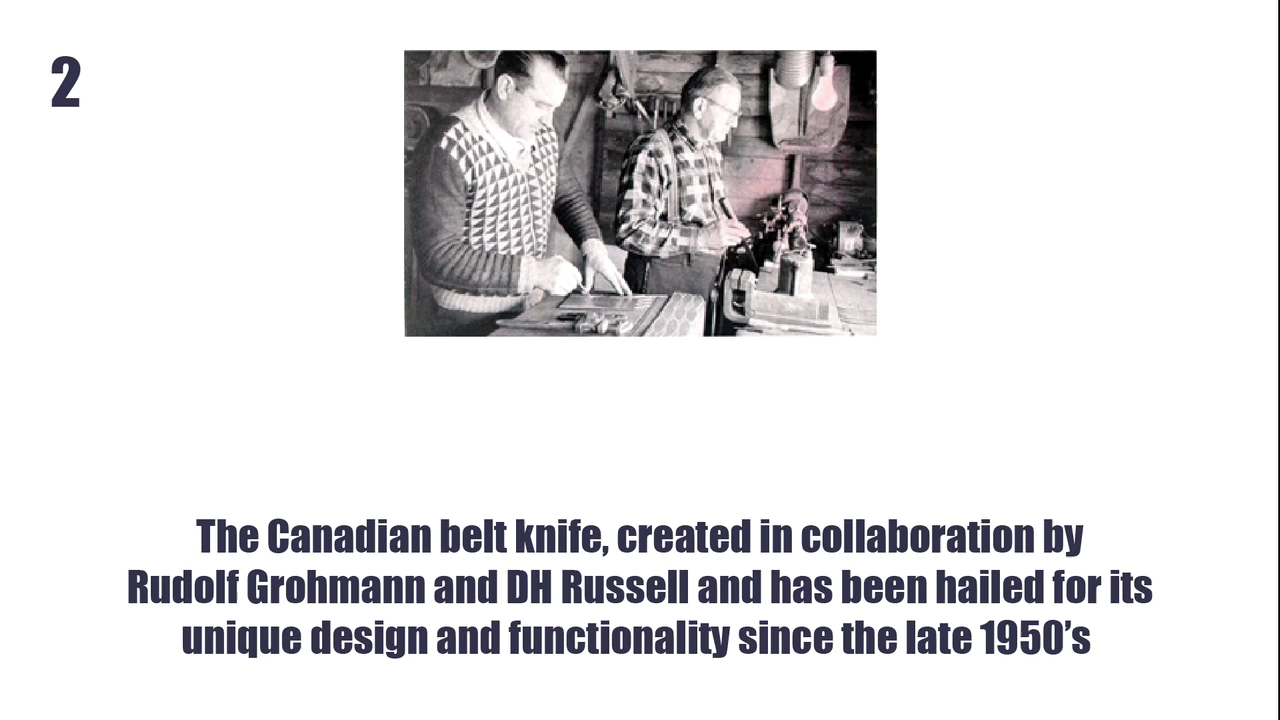 2
The Canadian belt knife, created in collaboration by
Rudolf Grohmann and DH Russell and has been hailed for its
unique design and functionality since the late 1950’s